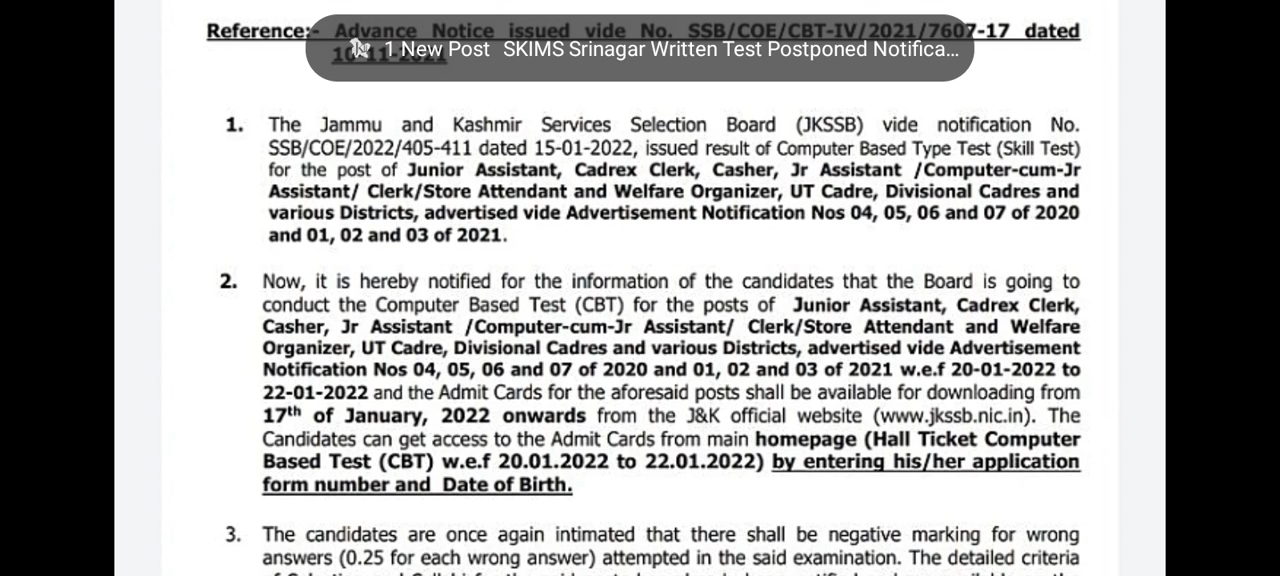 Reference:- Advance Notice issued vide No. SSB/COE/CBT-IV/2021/7607-17 dated
10-11-2021
1 New Post SKIMS Srinagar Written Test Postponed Notifica...
1. The Jammu and Kashmir Services Selection Board (JKSSB) vide notification No.
SSB/COE/2022/405-411 dated 15-01-2022, issued result of Computer Based Type Test (Skill Test)
for the post of Junior Assistant, Cadrex Clerk, Casher, Jr Assistant /Computer-cum-Jr
Assistant/ Clerk/Store Attendant and Welfare Organizer, UT Cadre, Divisional Cadres and
various Districts, advertised vide Advertisement Notification Nos 04, 05, 06 and 07 of 2020
and 01, 02 and 03 of 2021.
2. Now, it is hereby notified for the information of the candidates that the Board is going to
conduct the Computer Based Test (CBT) for the posts of Junior Assistant, Cadrex Clerk,
Casher, Jr Assistant /Computer-cum-Jr Assistant/ Clerk/Store Attendant and Welfare
Organizer, UT Cadre, Divisional Cadres and various Districts, advertised vide Advertisement
Notification Nos 04, 05, 06 and 07 of 2020 and 01, 02 and 03 of 2021 w.e.f 20-01-2022 to
22-01-2022 and the Admit Cards for the aforesaid posts shall be available for downloading from
17th of January, 2022 onwards from the J&K official website (www.jkssb.nic.in). The
Candidates can get access to the Admit Cards from main homepage (Hall Ticket Computer
Based Test (CBT) w.e.f 20.01.2022 to 22.01.2022) by entering his/her application
form number and Date of Birth.
3. The candidates are once again intimated that there shall be negative marking for wrong
answers (0.25 for each wrong answer) attempted in the said examination. The detailed criteria